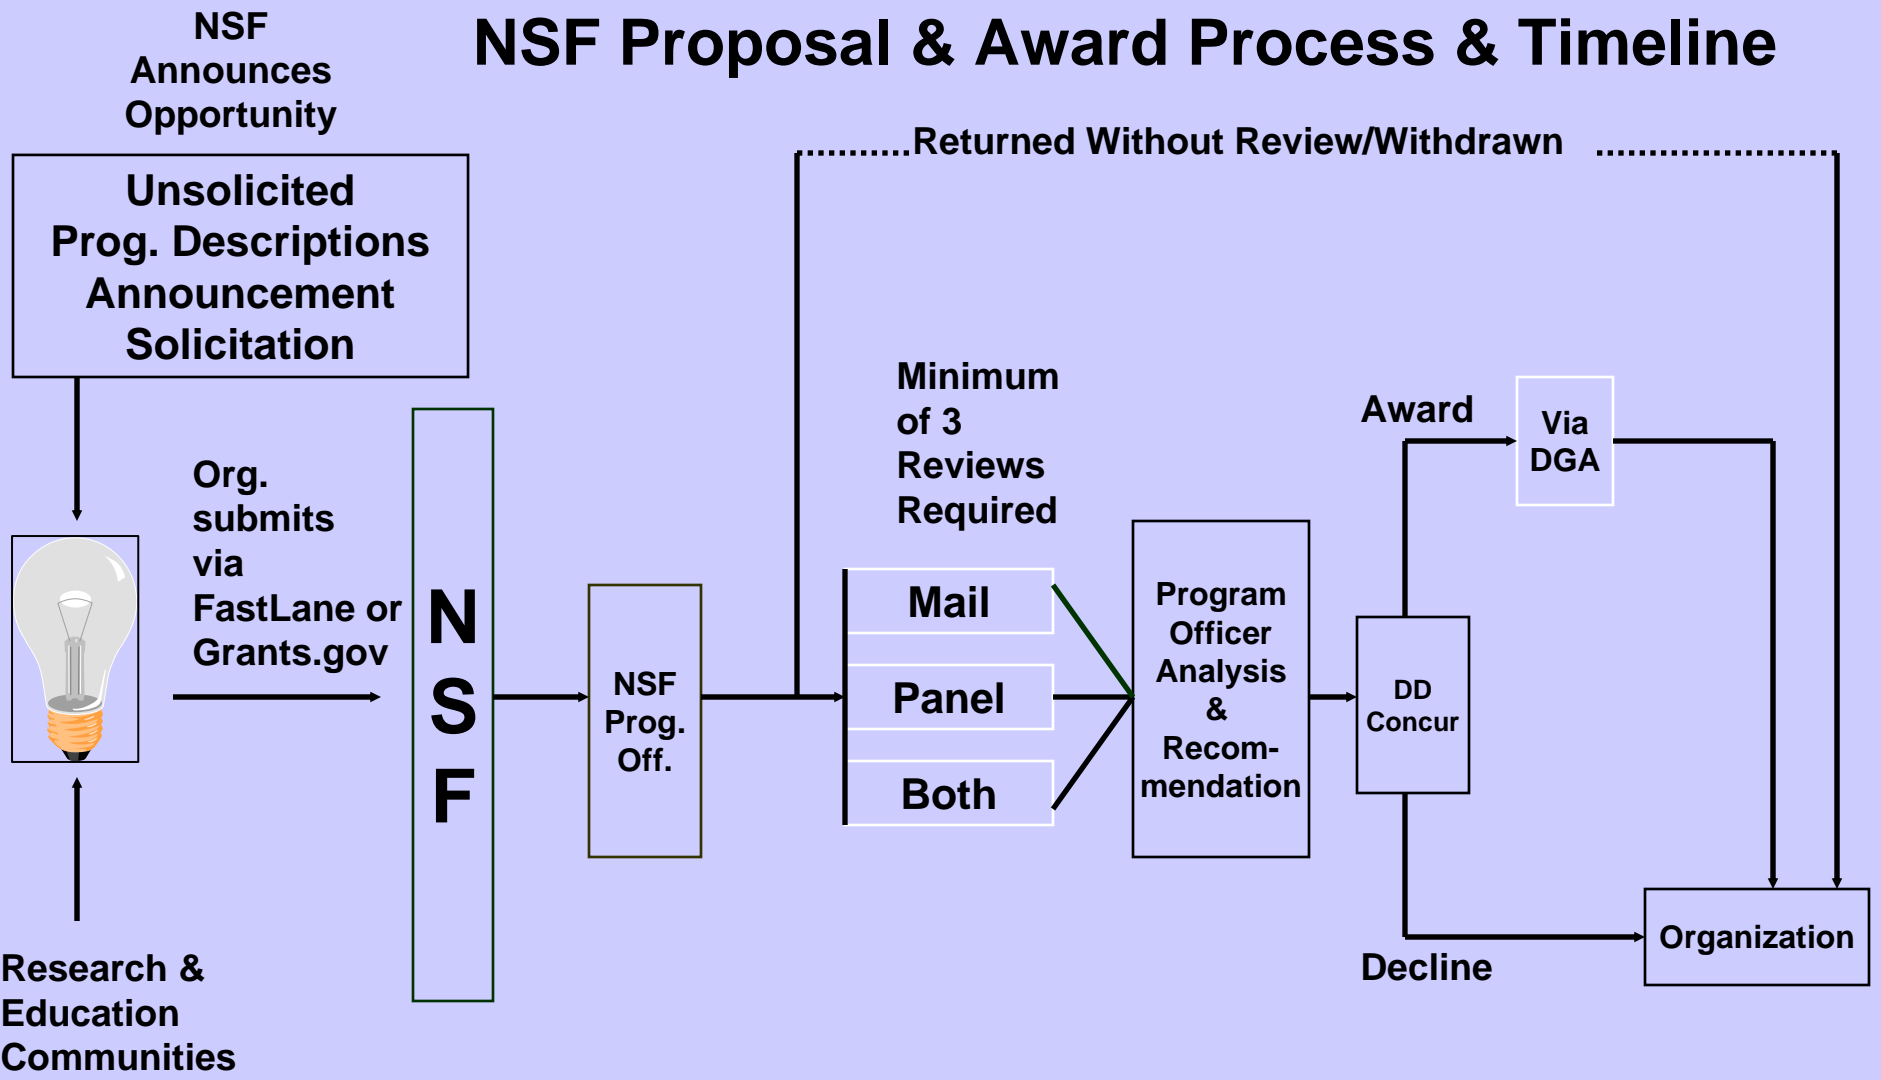 NSF
Announces
Opportunity
NSF Proposal & Award Process & Timeline
Returned Without Review/Withdrawn
Unsolicited
Prog. Descriptions
Announcement
Solicitation
Org.
submits
via
FastLane or
Grants.gov
N
S
F
NSF
Prog.
Off.
Minimum
of 3
Reviews
Required
Mail
Panel
Both
Program
Officer
Analysis
&
Recom-
mendation
DD
Concur
Award
Via
DGA
Decline
Organization
Research &
Education
Communities